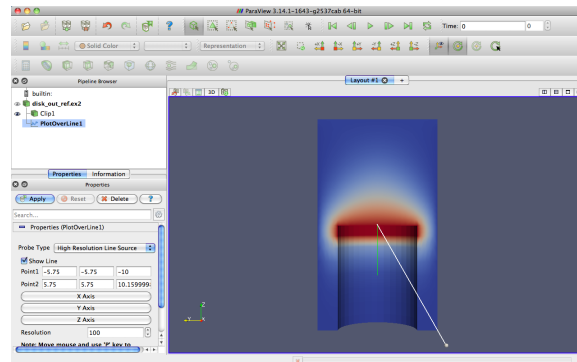 ParaView 3.14.1-1643-g2537cab 64-bit
Time: 0
0
Solid Color
Representation
Pipeline Browser
Layout #1
+
builtin:
disk_out_ref.ex2
Clip1
PlotOverLine1
3D
Properties
Information
Properties
Apply
Reset
Delete
?
Search...
Properties (PlotOverLine1)
Probe Type
High Resolution Line Source
Show Line
Point1
-5.75
-5.75
-10
Point2
5.75
5.75
10.159999
X Axis
Y Axis
Z Axis
Resolution
100
Note: Move mouse and use 'P' key to
Z